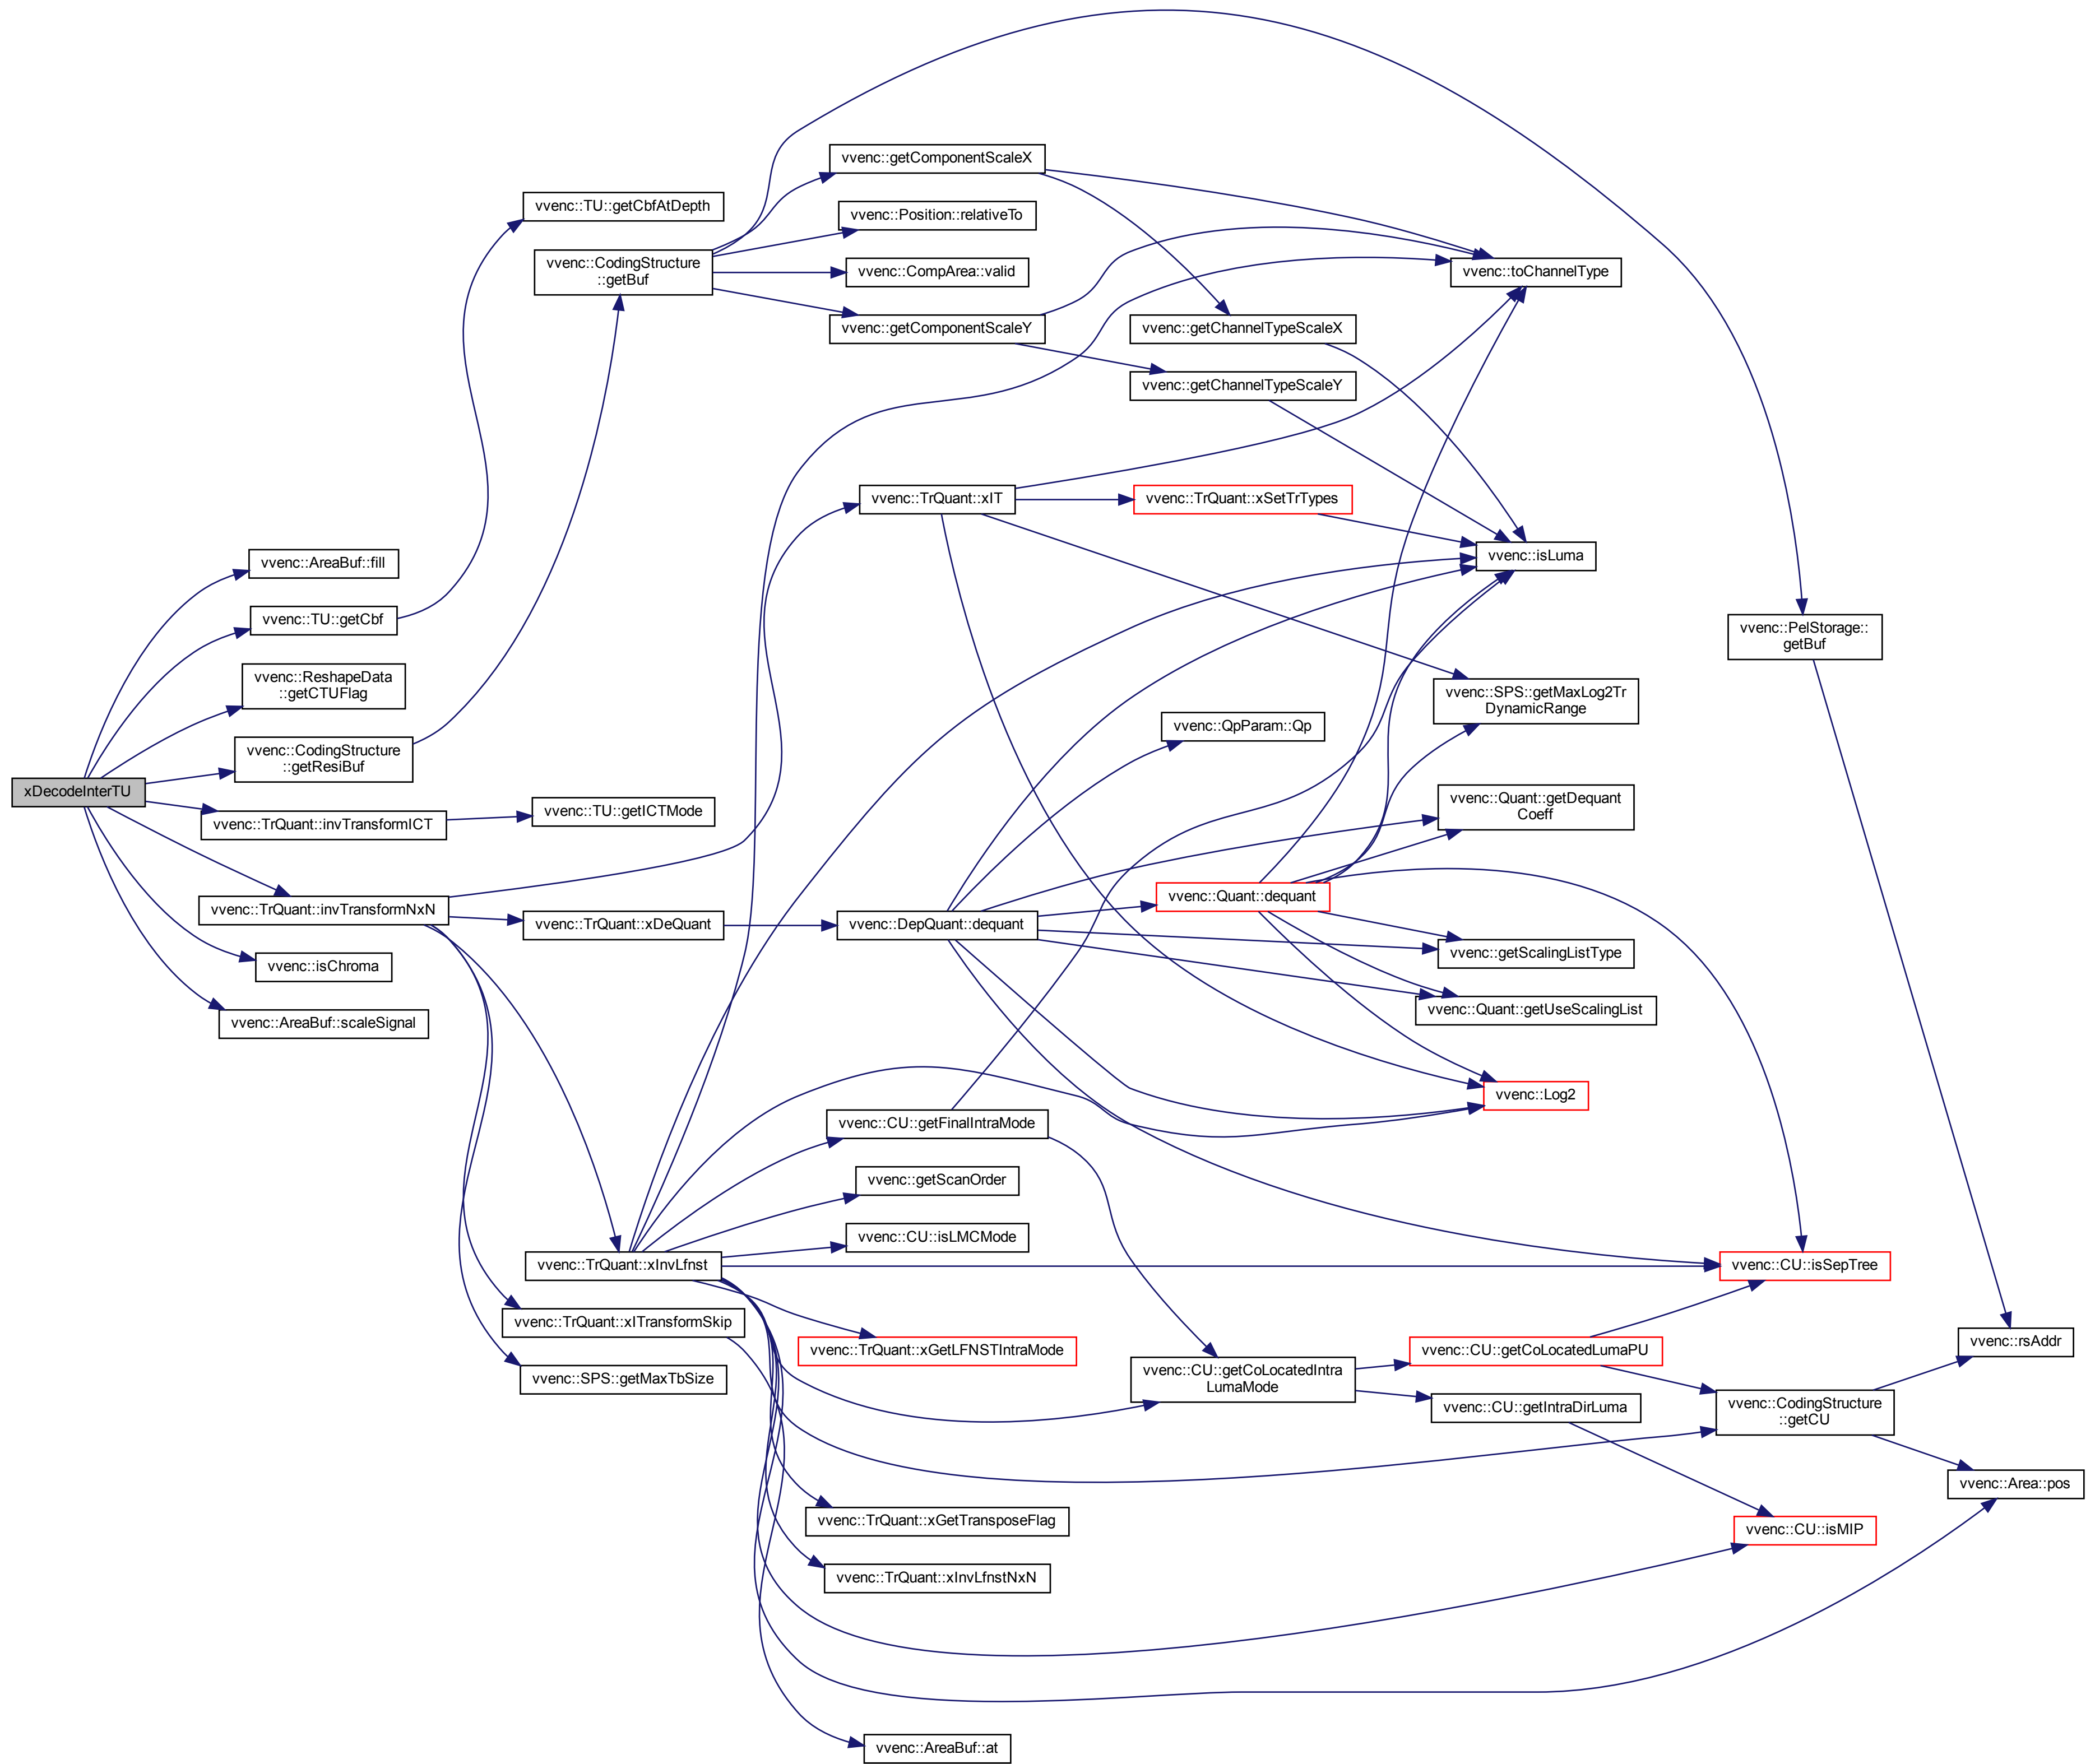 xDecodeInterTU
vvenc::AreaBuf::fill
vvenc::TU::getCbf
vvenc::TU::getCbfAtDepth
vvenc::ReshapeData
::getCTUFlag
vvenc::CodingStructure
::getResiBuf
vvenc::CodingStructure
::getBuf
vvenc::getComponentScaleX
vvenc::Position::relativeTo
vvenc::CompArea::valid
vvenc::getComponentScaleY
vvenc::toChannelType
vvenc::getChannelTypeScaleX
vvenc::getChannelTypeScaleY
vvenc::isLuma
vvenc::PelStorage::
getBuf
vvenc::rsAddr
vvenc::TrQuant::invTransformICT
vvenc::TU::getICTMode
vvenc::TrQuant::invTransformNxN
vvenc::TrQuant::xIT
vvenc::TrQuant::xSetTrTypes
vvenc::SPS::getMaxLog2Tr
DynamicRange
vvenc::TrQuant::xDeQuant
vvenc::DepQuant::dequant
vvenc::QpParam::Qp
vvenc::Quant::dequant
vvenc::Quant::getDequant
Coeff
vvenc::getScalingListType
vvenc::Quant::getUseScalingList
vvenc::Log2
vvenc::CU::isSepTree
vvenc::TrQuant::xInvLfnst
vvenc::CU::getFinalIntraMode
vvenc::getScanOrder
vvenc::CU::isLMCMode
vvenc::TrQuant::xGetLFNSTIntraMode
vvenc::CU::getCoLocatedIntra
LumaMode
vvenc::CU::getCoLocatedLumaPU
vvenc::CU::getIntraDirLuma
vvenc::CodingStructure
::getCU
vvenc::Area::pos
vvenc::CU::isMIP
vvenc::TrQuant::xGetTransposeFlag
vvenc::TrQuant::xInvLfnstNxN
vvenc::TrQuant::xITransformSkip
vvenc::AreaBuf::at
vvenc::SPS::getMaxTbSize
vvenc::isChroma
vvenc::AreaBuf::scaleSignal